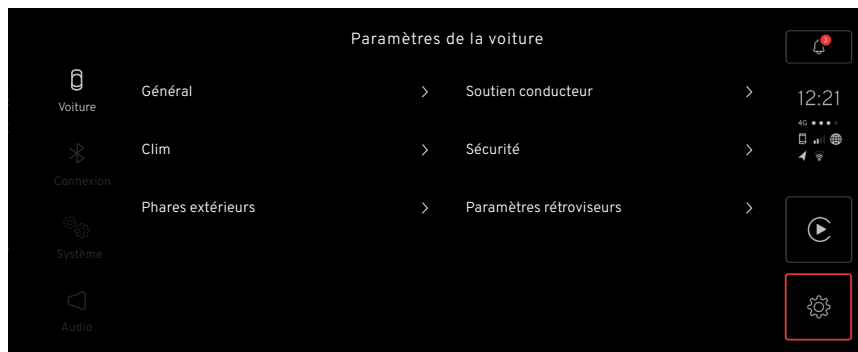 Paramètres de la voiture
3
Voiture
Général
Soutien conducteur
12:21
4G
Clim
Sécurité
Connexion
Phares extérieurs
Paramètres rétroviseurs
Système
Audio